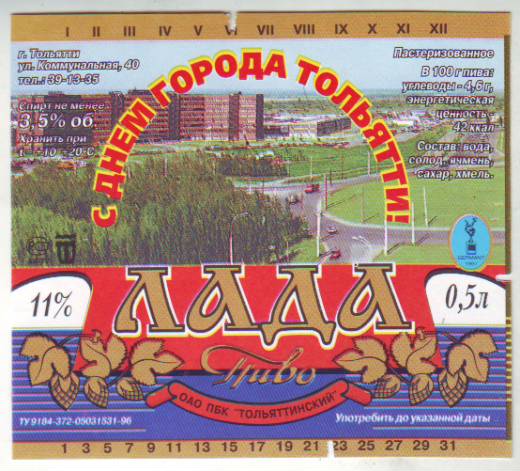 I II III IV V VI VII VIII IX X XI XII
г. Тольятти
ул. Коммунальная, 40
тел.: 39-13-35
Спирт не менее
3,5% об.
Хранить при
С ДНЕМ ГОРОДА ТОЛЬЯТТИ!
Пастеризованное
В 100 г пива:
углеводы - 4,6 г,
энергетическая
ценность -
42 ккал
Состав: вода,
солод, ячмень,
сахар, хмель.
GERMANY
11%
ЛАДА
0,5л
Пиво
ОАО ПБК "ТОЛЬЯТТИНСКИЙ"
ТУ 9184-372-05031531-96
Употребить до указанной даты
1 3 5 7 9 11 13 15 17 19 21 23 25 27 29 31